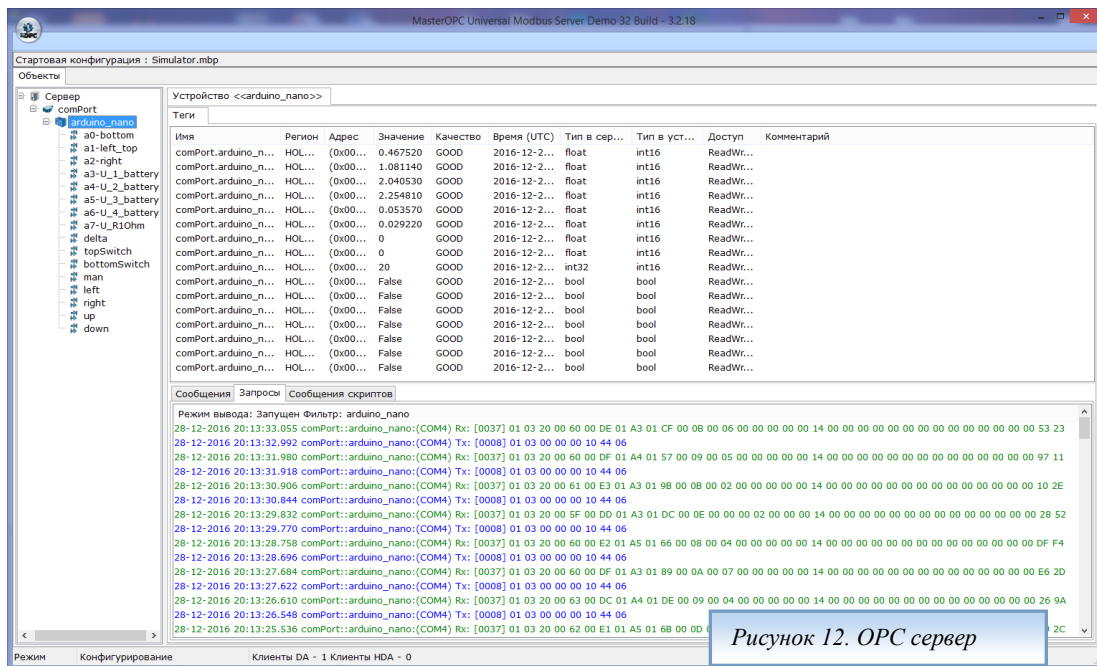 MasterOPC Universal Modbus Server Demo 32 Build - 3.2.18
Стартовая конфигурация : Simulator.mbp
Объекты
Сервер
comPort
arduino_nano
a0-bottom
a1-left_top
a2-right
a3-U_1_battery
a4-U_2_battery
a5-U_3_battery
a6-U_4_battery
a7-U_R1Ohm
delta
topSwitch
bottomSwitch
man
left
right
up
down
Устройство <<arduino_nano>>
Теги
Имя Регион Адрес Значение Качество Время (UTC) Тип в сер... Тип в уст... Доступ Комментарий
comPort.arduino_n... HOL... (0x00... 0.467520 GOOD 2016-12-2... float int16 ReadWr...
comPort.arduino_n... HOL... (0x00... 1.081140 GOOD 2016-12-2... float int16 ReadWr...
comPort.arduino_n... HOL... (0x00... 2.040530 GOOD 2016-12-2... float int16 ReadWr...
comPort.arduino_n... HOL... (0x00... 2.254810 GOOD 2016-12-2... float int16 ReadWr...
comPort.arduino_n... HOL... (0x00... 0.053570 GOOD 2016-12-2... float int16 ReadWr...
comPort.arduino_n... HOL... (0x00... 0.029220 GOOD 2016-12-2... float int16 ReadWr...
comPort.arduino_n... HOL... (0x00... 0 GOOD 2016-12-2... float int16 ReadWr...
comPort.arduino_n... HOL... (0x00... 0 GOOD 2016-12-2... float int16 ReadWr...
comPort.arduino_n... HOL... (0x00... 20 GOOD 2016-12-2... int32 int16 ReadWr...
comPort.arduino_n... HOL... (0x00... False GOOD 2016-12-2... bool bool ReadWr...
comPort.arduino_n... HOL... (0x00... False GOOD 2016-12-2... bool bool ReadWr...
comPort.arduino_n... HOL... (0x00... False GOOD 2016-12-2... bool bool ReadWr...
comPort.arduino_n... HOL... (0x00... False GOOD 2016-12-2... bool bool ReadWr...
comPort.arduino_n... HOL... (0x00... False GOOD 2016-12-2... bool bool ReadWr...
comPort.arduino_n... HOL... (0x00... False GOOD 2016-12-2... bool bool ReadWr...
comPort.arduino_n... HOL... (0x00... False GOOD 2016-12-2... bool bool ReadWr...
Сообщения Запросы Сообщения скриптов
Режим вывода: Запущен Фильтр: arduino_nano
28-12-2016 20:13:33.055 comPort::arduino_nano:(COM4) Rx: [0037] 01 03 20 00 60 00 DE 01 A3 01 CF 00 0B 00 06 00 00 00 00 00 14 00 00 00 00 00 00 00 00 00 00 00 00 00 00 53 23
28-12-2016 20:13:32.992 comPort::arduino_nano:(COM4) Tx: [0008] 01 03 00 00 00 10 44 06
28-12-2016 20:13:31.980 comPort::arduino_nano:(COM4) Rx: [0037] 01 03 20 00 60 00 DF 01 A4 01 57 00 09 00 05 00 00 00 00 00 14 00 00 00 00 00 00 00 00 00 00 00 00 00 00 97 11
28-12-2016 20:13:31.918 comPort::arduino_nano:(COM4) Tx: [0008] 01 03 00 00 00 10 44 06
28-12-2016 20:13:30.906 comPort::arduino_nano:(COM4) Rx: [0037] 01 03 20 00 61 00 E3 01 A3 01 9B 00 0B 00 02 00 00 00 00 00 14 00 00 00 00 00 00 00 00 00 00 00 00 00 00 10 2E
28-12-2016 20:13:30.844 comPort::arduino_nano:(COM4) Tx: [0008] 01 03 00 00 00 10 44 06
28-12-2016 20:13:29.832 comPort::arduino_nano:(COM4) Rx: [0037] 01 03 20 00 5F 00 DD 01 A3 01 DC 00 0E 00 00 00 02 00 00 00 14 00 00 00 00 00 00 00 00 00 00 00 00 00 00 28 52
28-12-2016 20:13:29.770 comPort::arduino_nano:(COM4) Tx: [0008] 01 03 00 00 00 10 44 06
28-12-2016 20:13:28.758 comPort::arduino_nano:(COM4) Rx: [0037] 01 03 20 00 60 00 E2 01 A5 01 66 00 08 00 04 00 00 00 00 00 14 00 00 00 00 00 00 00 00 00 00 00 00 00 00 DF F4
28-12-2016 20:13:28.696 comPort::arduino_nano:(COM4) Tx: [0008] 01 03 00 00 00 10 44 06
28-12-2016 20:13:27.684 comPort::arduino_nano:(COM4) Rx: [0037] 01 03 20 00 60 00 DF 01 A3 01 89 00 0A 00 07 00 00 00 00 00 14 00 00 00 00 00 00 00 00 00 00 00 00 00 00 E6 2D
28-12-2016 20:13:27.622 comPort::arduino_nano:(COM4) Tx: [0008] 01 03 00 00 00 10 44 06
28-12-2016 20:13:26.610 comPort::arduino_nano:(COM4) Rx: [0037] 01 03 20 00 63 00 DC 01 A4 01 DE 00 09 00 04 00 00 00 00 00 14 00 00 00 00 00 00 00 00 00 00 00 00 00 00 26 9A
28-12-2016 20:13:26.548 comPort::arduino_nano:(COM4) Tx: [0008] 01 03 00 00 00 10 44 06
28-12-2016 20:13:25.536 comPort::arduino_nano:(COM4) Rx: [0037] 01 03 20 00 62 00 E1 01 A5 01 6B 00 0D 2C
Рисунок 12. OPC сервер
Режим Конфигурирование Клиенты DA - 1 Клиенты HDA - 0